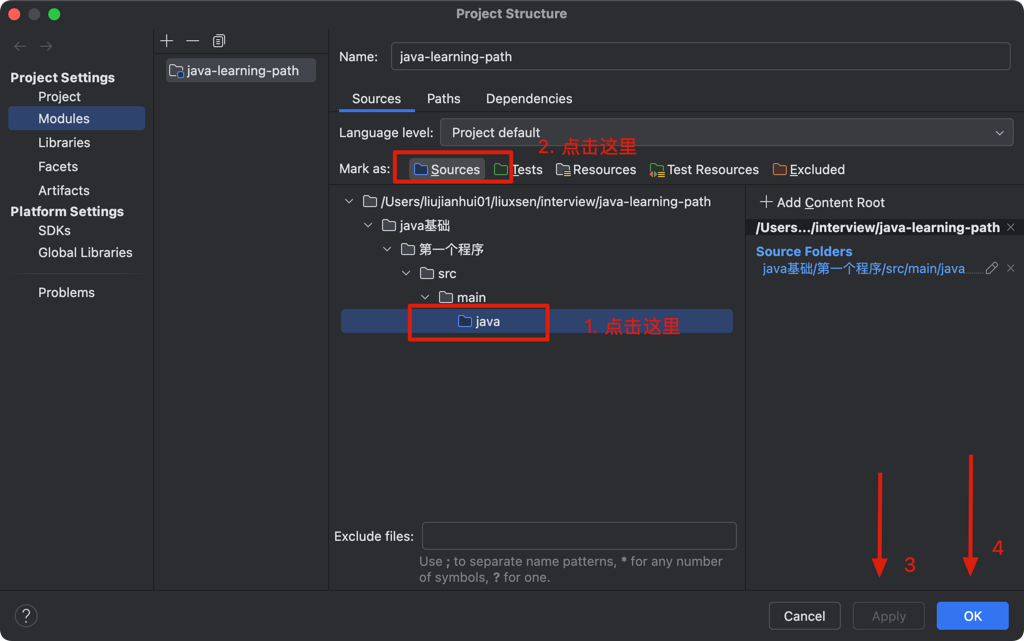 Project Structure
Project Settings
Project
Modules
Libraries
Facets
Artifacts
Platform Settings
SDKs
Global Libraries
Problems
java-learning-path
Name: java-learning-path
Sources Paths Dependencies
Language level: Project default
2. 点击这里
Mark as: Sources Tests Resources Test Resources Excluded
/Users/liujianhui01/liuxsen/interview/java-learning-path
java基础
第一个程序
src
main
java
1. 点击这里
Add Content Root
/Users.../interview/java-learning-path
Source Folders
java基础/第一个程序/src/main/java
Exclude files:
Use ; to separate name patterns, * for any number
of symbols, ? for one.
3
4
?
Cancel Apply OK